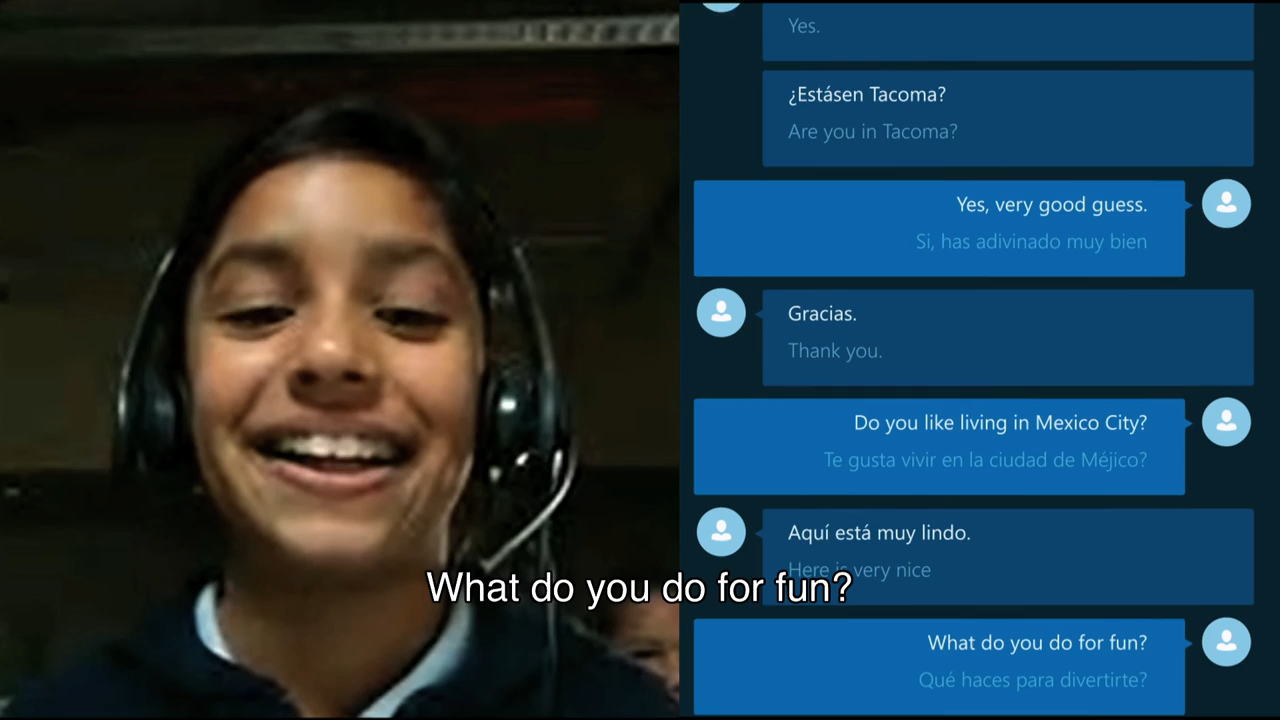 Yes.
¿Estásen Tacoma?
Are you in Tacoma?
Yes, very good guess.
Si, has adivinado muy bien
Gracias.
Thank you.
Do you like living in Mexico City?
Te gusta vivir en la ciudad de Méjico?
Aquí está muy lindo.
Here is very nice
What do you do for fun?
What do you do for fun?
Qué haces para divertirte?